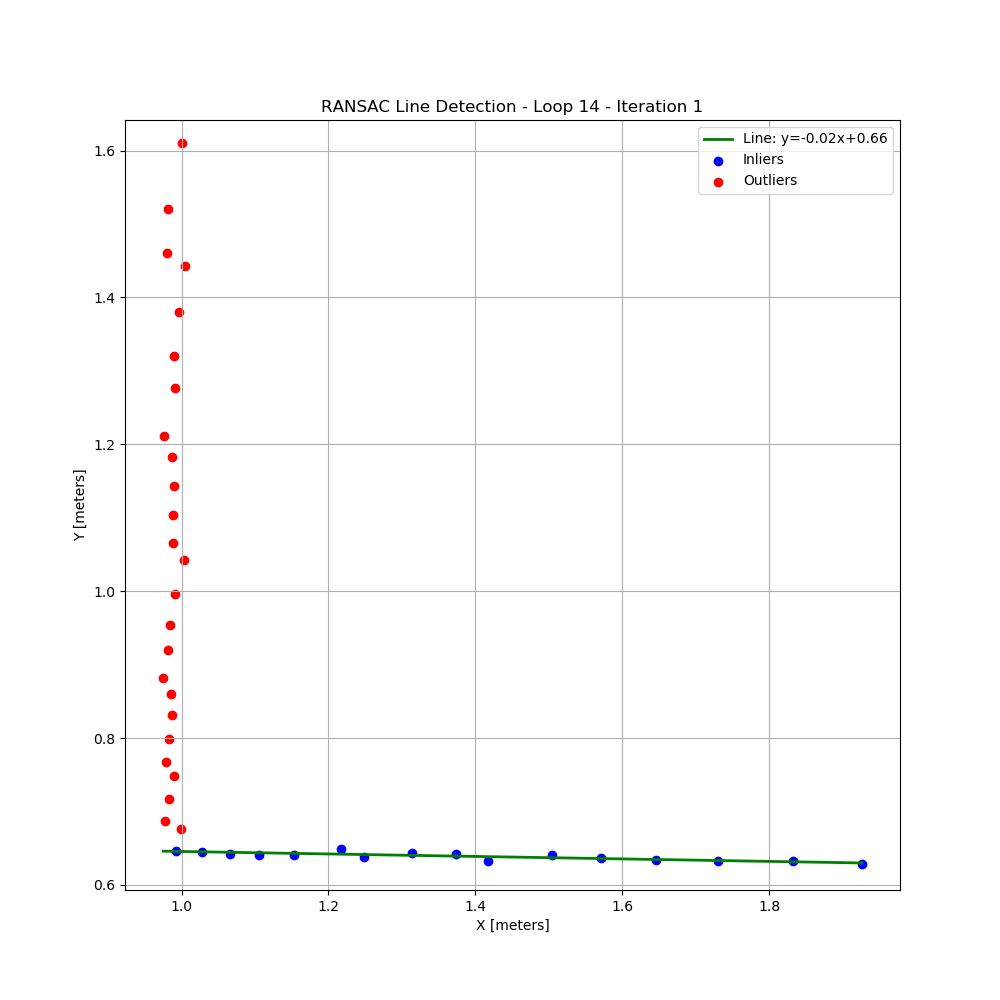 RANSAC Line Detection - Loop 14 - Iteration 1
Line: y=-0.02x+0.66
Inliers
Outliers
1.6
1.4
1.2
1.0
0.8
0.6
Y [meters]
1.0 1.2 1.4 1.6 1.8
X [meters]